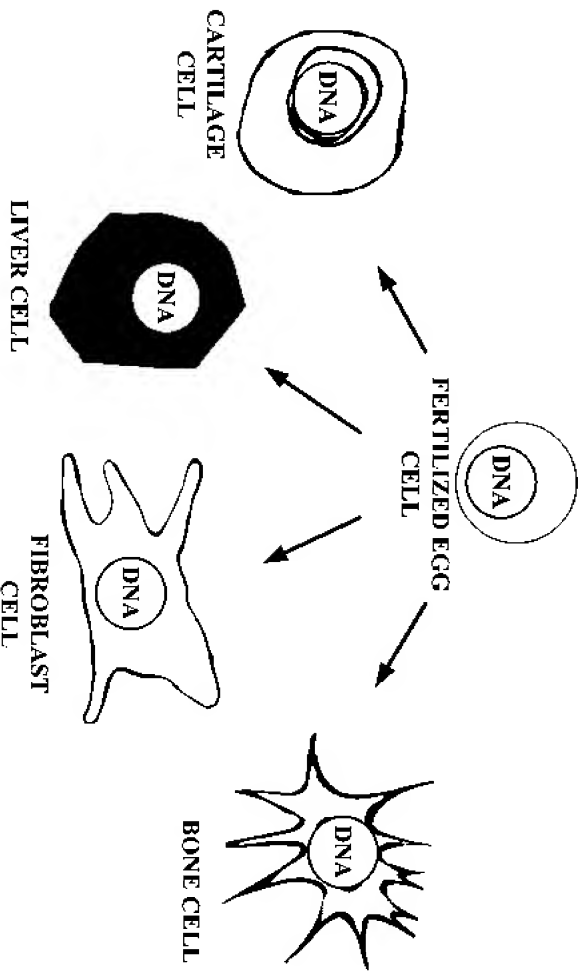 DNA
FERTILIZED EGG
CELL
DNA
CARTILAGE
CELL
DNA
LIVER CELL
DNA
FIBROBLAST
CELL
DNA
BONE CELL